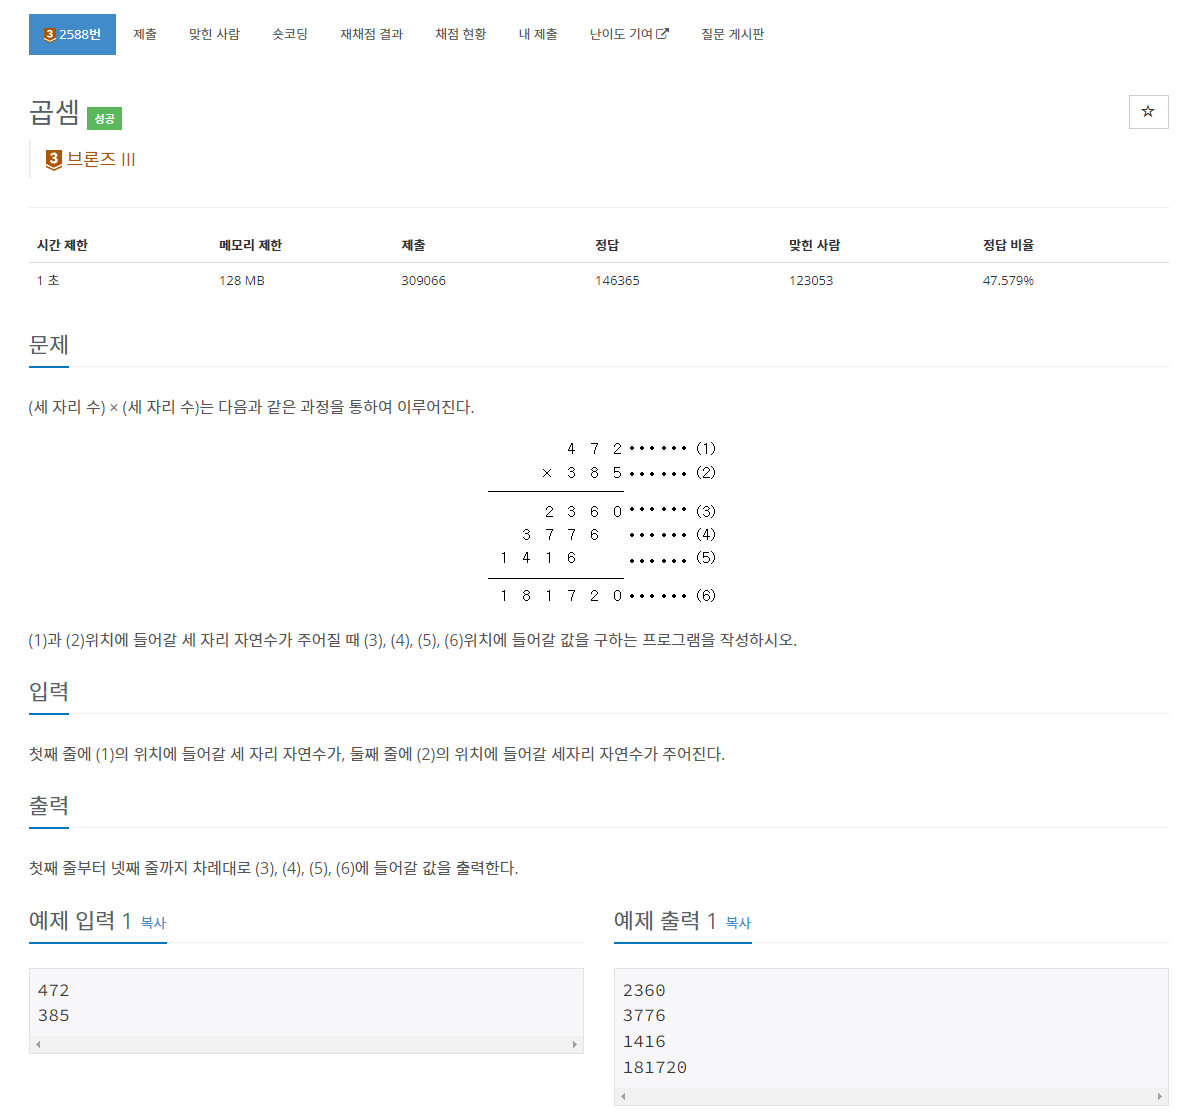 3 2588번 제출 맞힌 사람 숏코딩 재채점 결과 채점 현황 내 제출 난이도 기여 질문 게시판
곱셈 성공
3 브론즈 III
시간 제한 메모리 제한 제출 정답 맞힌 사람 정답 비율
1 초 128 MB 309066 146365 123053 47.579%
문제
(세 자리 수) × (세 자리 수)는 다음과 같은 과정을 통하여 이루어진다.
4 7 2 •••••• (1)
× 3 8 5 •••••• (2)
2 3 6 0 •••••• (3)
3 7 7 6 •••••• (4)
1 4 1 6 •••••• (5)
1 8 1 7 2 0 •••••• (6)
(1)과 (2)위치에 들어갈 세 자리 자연수가 주어질 때 (3), (4), (5), (6)위치에 들어갈 값을 구하는 프로그램을 작성하시오.
입력
첫째 줄에 (1)의 위치에 들어갈 세 자리 자연수가, 둘째 줄에 (2)의 위치에 들어갈 세자리 자연수가 주어진다.
출력
첫째 줄부터 넷째 줄까지 차례대로 (3), (4), (5), (6)에 들어갈 값을 출력한다.
예제 입력 1 복사
472
385
예제 출력 1 복사
2360
3776
1416
181720